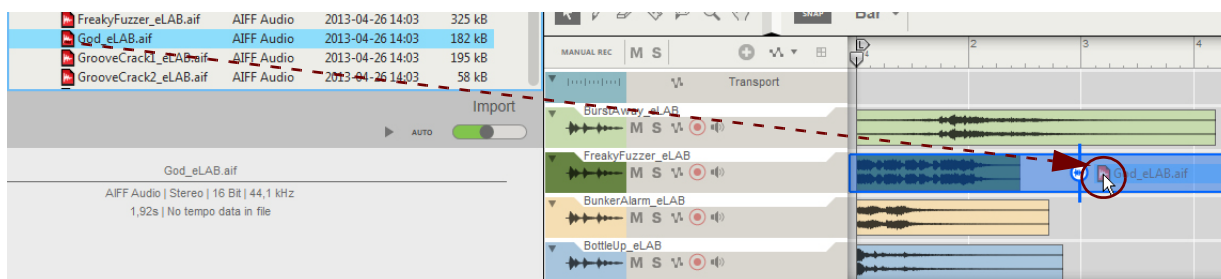 FreakyFuzzer_eLAB.aif AIFF Audio 2013-04-26 14:03 325 kB
God_eLAB.aif AIFF Audio 2013-04-26 14:03 182 kB
GrooveCrack1_eLAB.aif AIFF Audio 2013-04-26 14:03 195 kB
GrooveCrack2_eLAB.aif AIFF Audio 2013-04-26 14:03 58 kB
Import
AUTO
God_eLAB.aif
AIFF Audio | Stereo | 16 Bit | 44,1 kHz
1,92s | No tempo data in file
SNAP Bar
MANUAL REC M S
L 2 3 4
4
Transport
BurstAway_eLAB
M S
FreakyFuzzer_eLAB
M S
God_eLAB.aif
BunkerAlarm_eLAB
M S
BottleUp_eLAB
M S